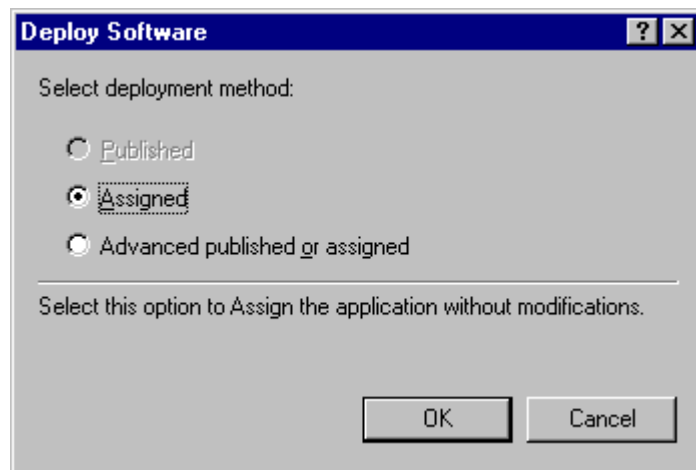 Deploy Software
Select deployment method:
Published
Assigned
Advanced published or assigned
Select this option to Assign the application without modifications.
OK
Cancel